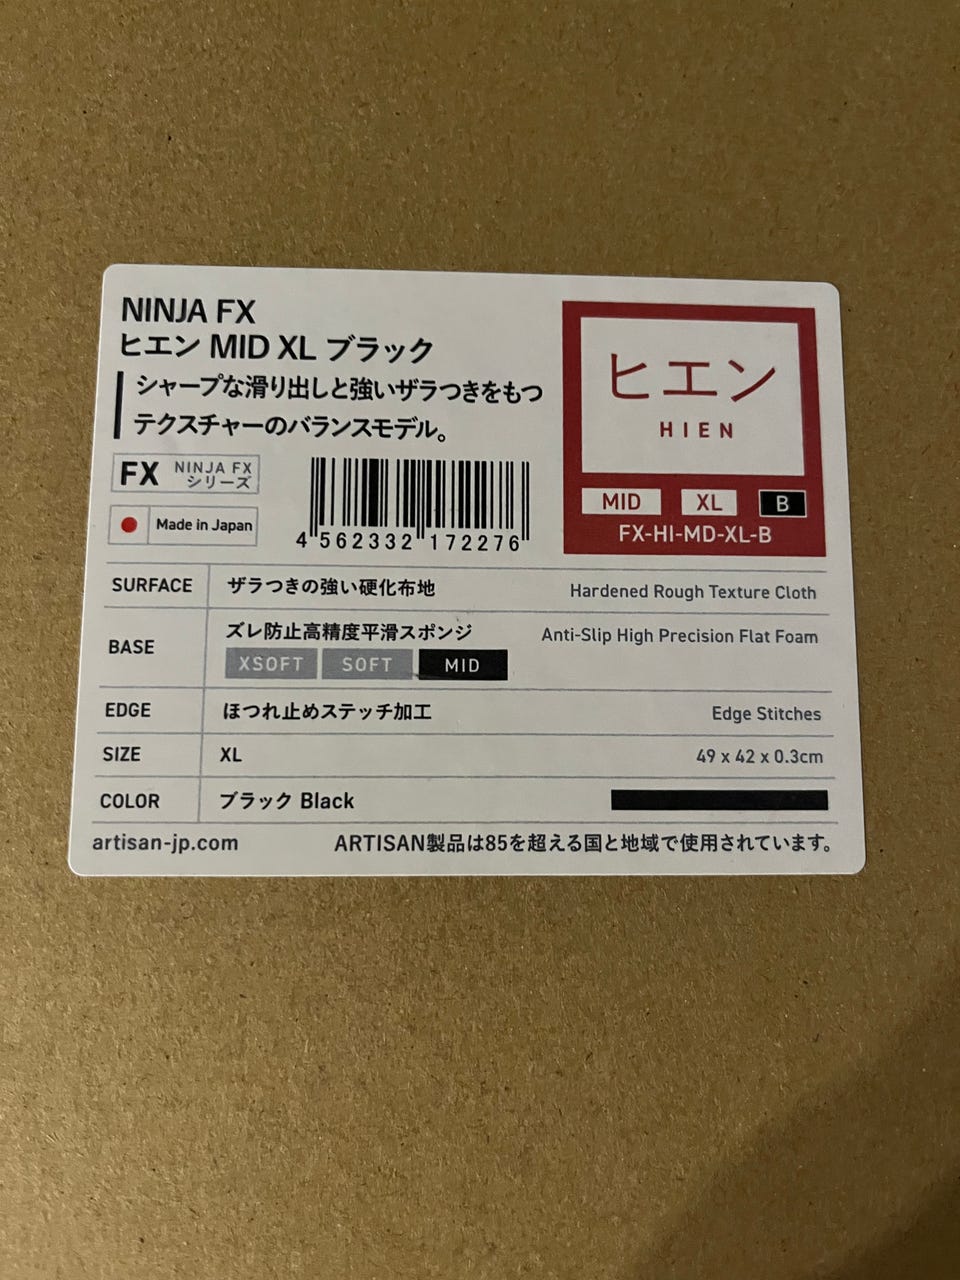 NINJA FX
ヒエン MID XL ブラック
シャープな滑り出しと強いザラつきをもつ
テクスチャーのバランスモデル。
FX NINJA FX
シリーズ
Made in Japan
4 562332 172276
ヒエン
HIEN
MID XL B
FX-HI-MD-XL-B
SURFACE ザラつきの強い硬化布地 Hardened Rough Texture Cloth
BASE ズレ防止高精度平滑スポンジ Anti-Slip High Precision Flat Foam
XSOFT SOFT MID
EDGE ほつれ止めステッチ加工 Edge Stitches
SIZE XL 49 x 42 x 0.3cm
COLOR ブラック Black
artisan-jp.com ARTISAN製品は85を超える国と地域で使用されています。